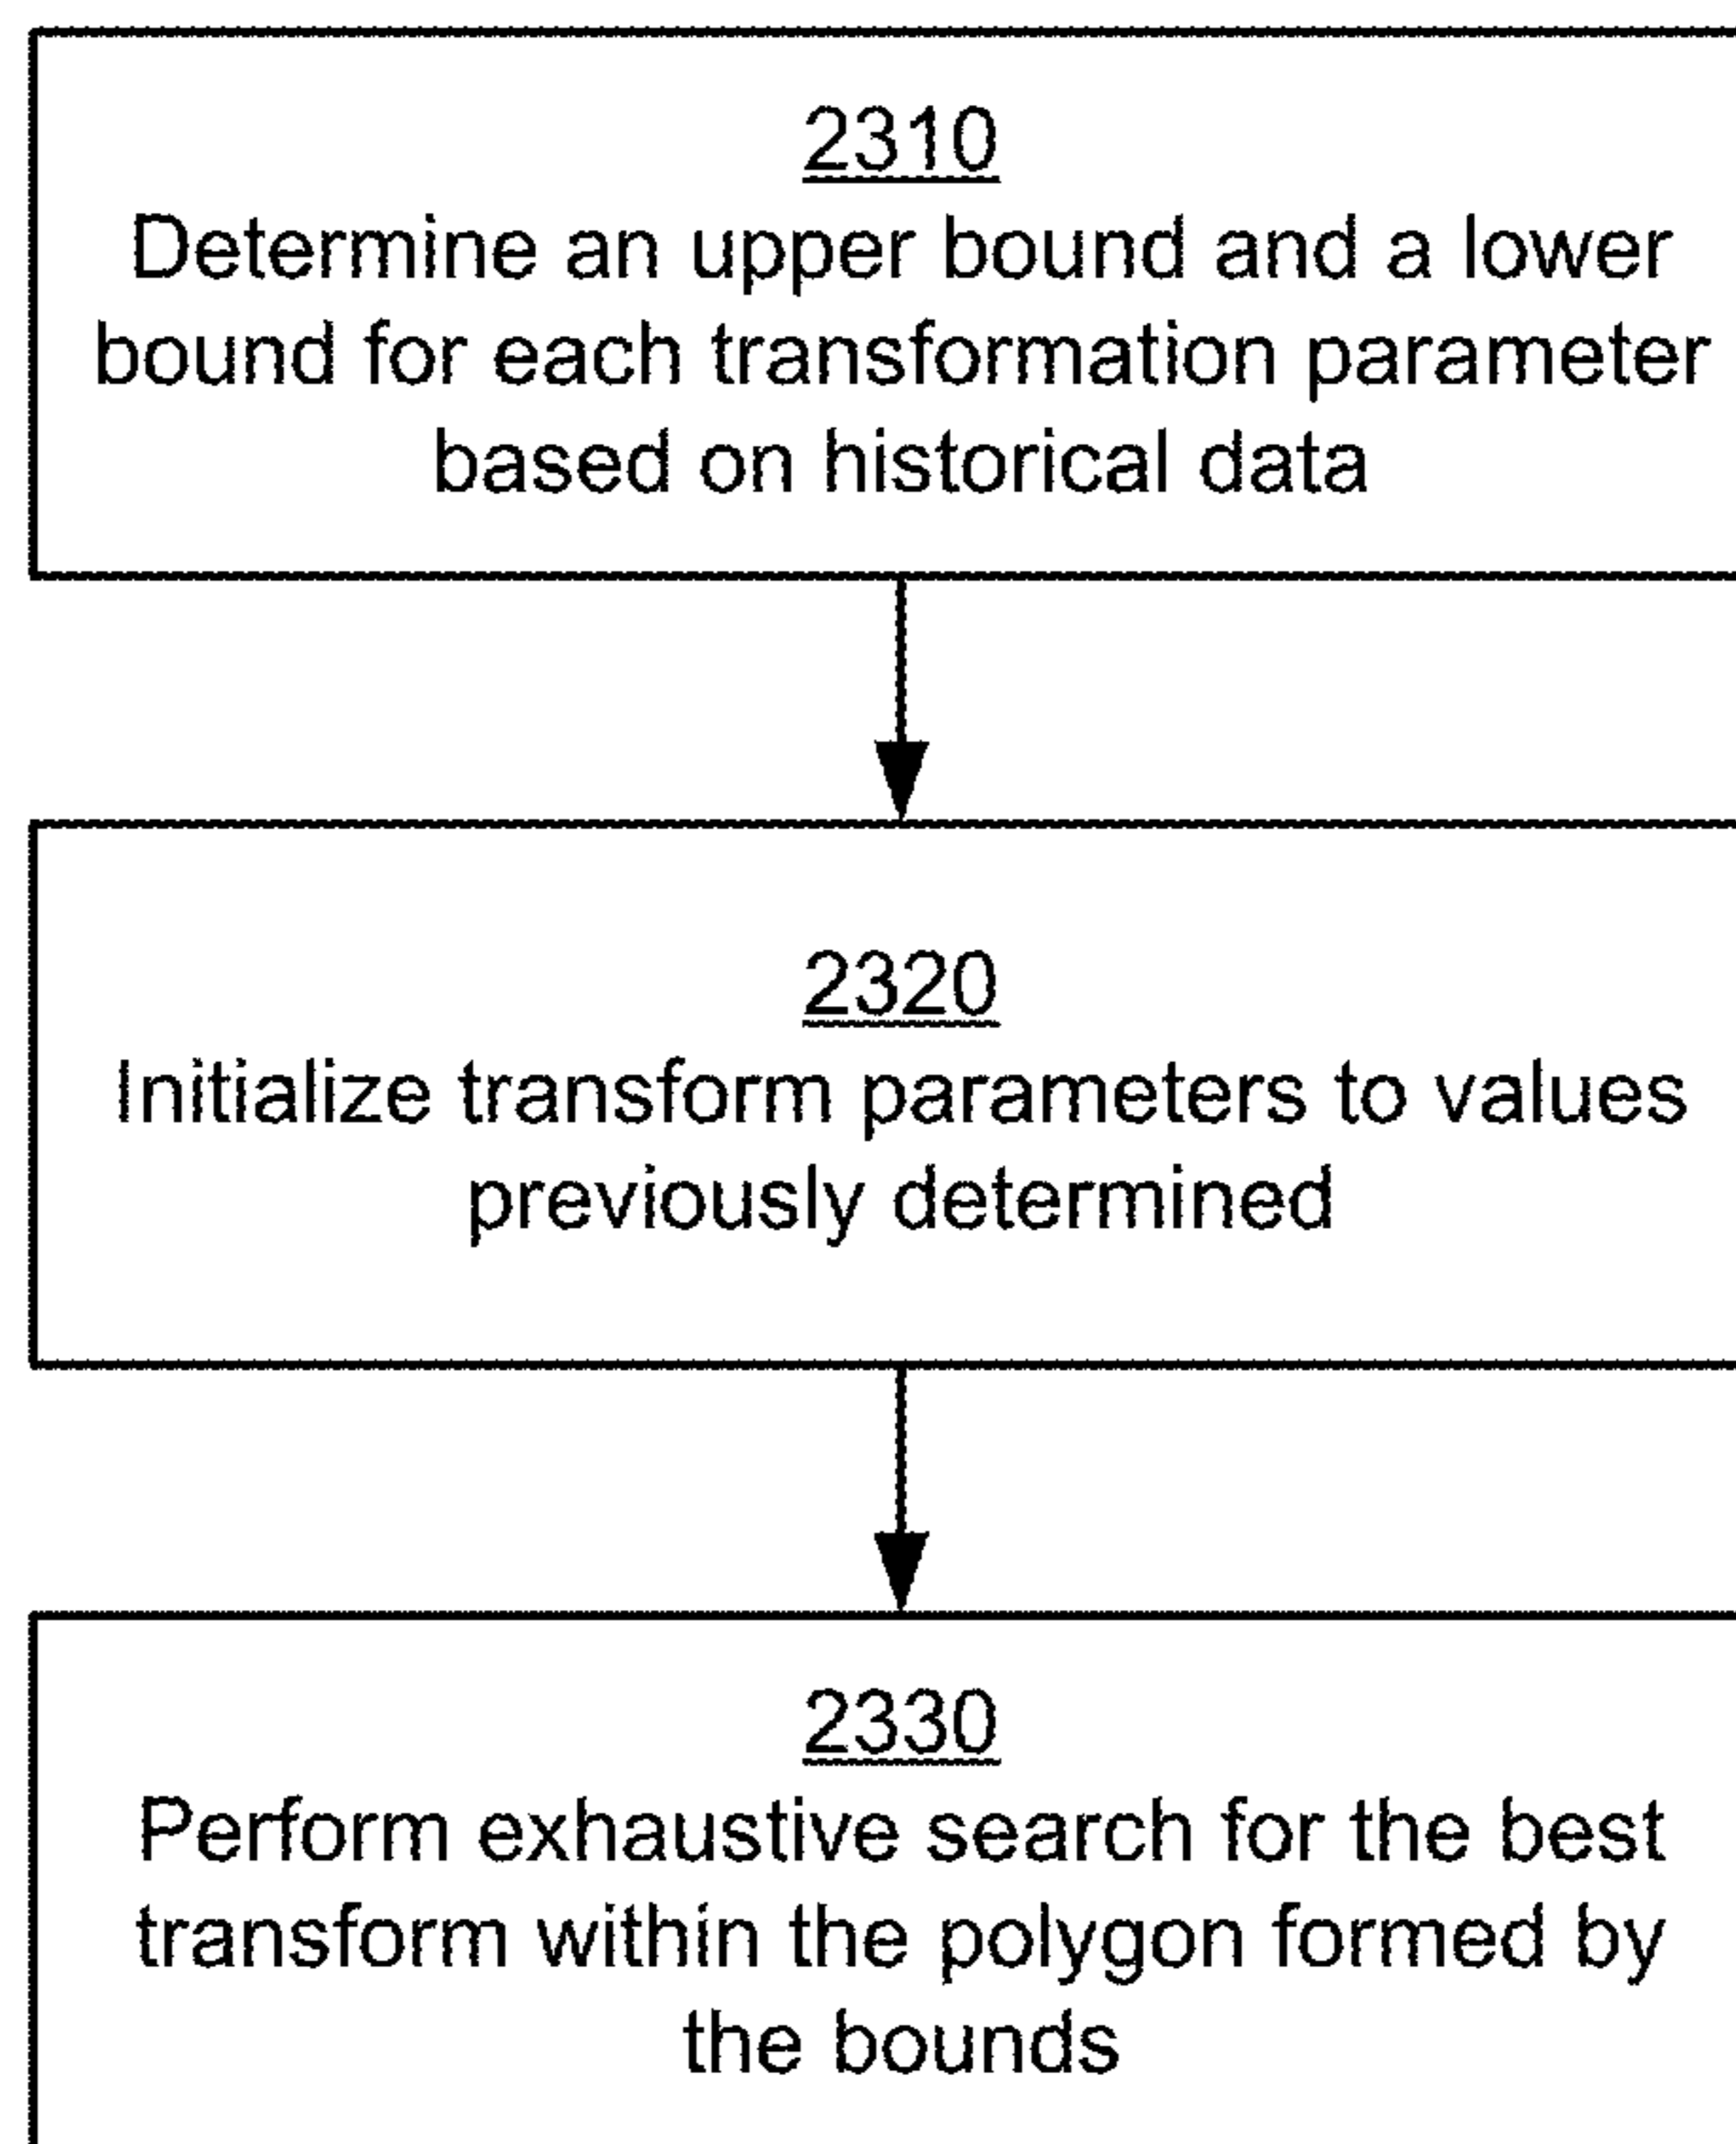 2310
Determine an upper bound and a lower
bound for each transformation parameter
based on historical data
2320
Initialize transform parameters to values
previously determined
2330
Perform exhaustive search for the best
transform within the polygon formed by
the bounds